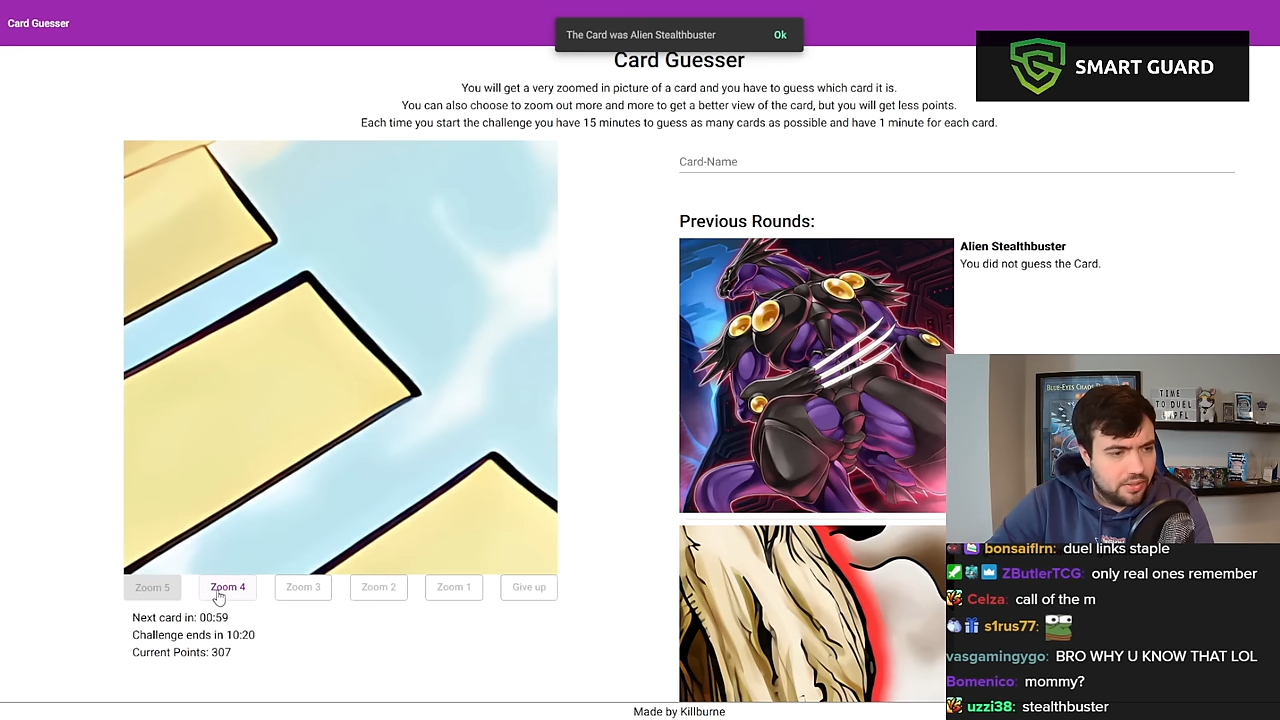 Card Guesser
The Card was Alien Stealthbuster
Ok
Card Guesser
SMART GUARD
You will get a very zoomed in picture of a card and you have to guess which card it is.
You can also choose to zoom out more and more to get a better view of the card, but you will get less points.
Each time you start the challenge you have 15 minutes to guess as many cards as possible and have 1 minute for each card.
Card-Name
Previous Rounds:
Alien Stealthbuster
You did not guess the Card.
BLUE-EYES CHAOS
TIME
TO DUEL
Zoom 5
Zoom 4
Zoom 3
Zoom 2
Zoom 1
Give up
Next card in: 00:59
Challenge ends in 10:20
Current Points: 307
bonsaiflrn: duel links staple
ZButlerTCG: only real ones remember
Celza: call of the m
s1rus77:
vasgamingygo: BRO WHY U KNOW THAT LOL
Bomenico: mommy?
uzzi38: stealthbuster
Made by Killburne